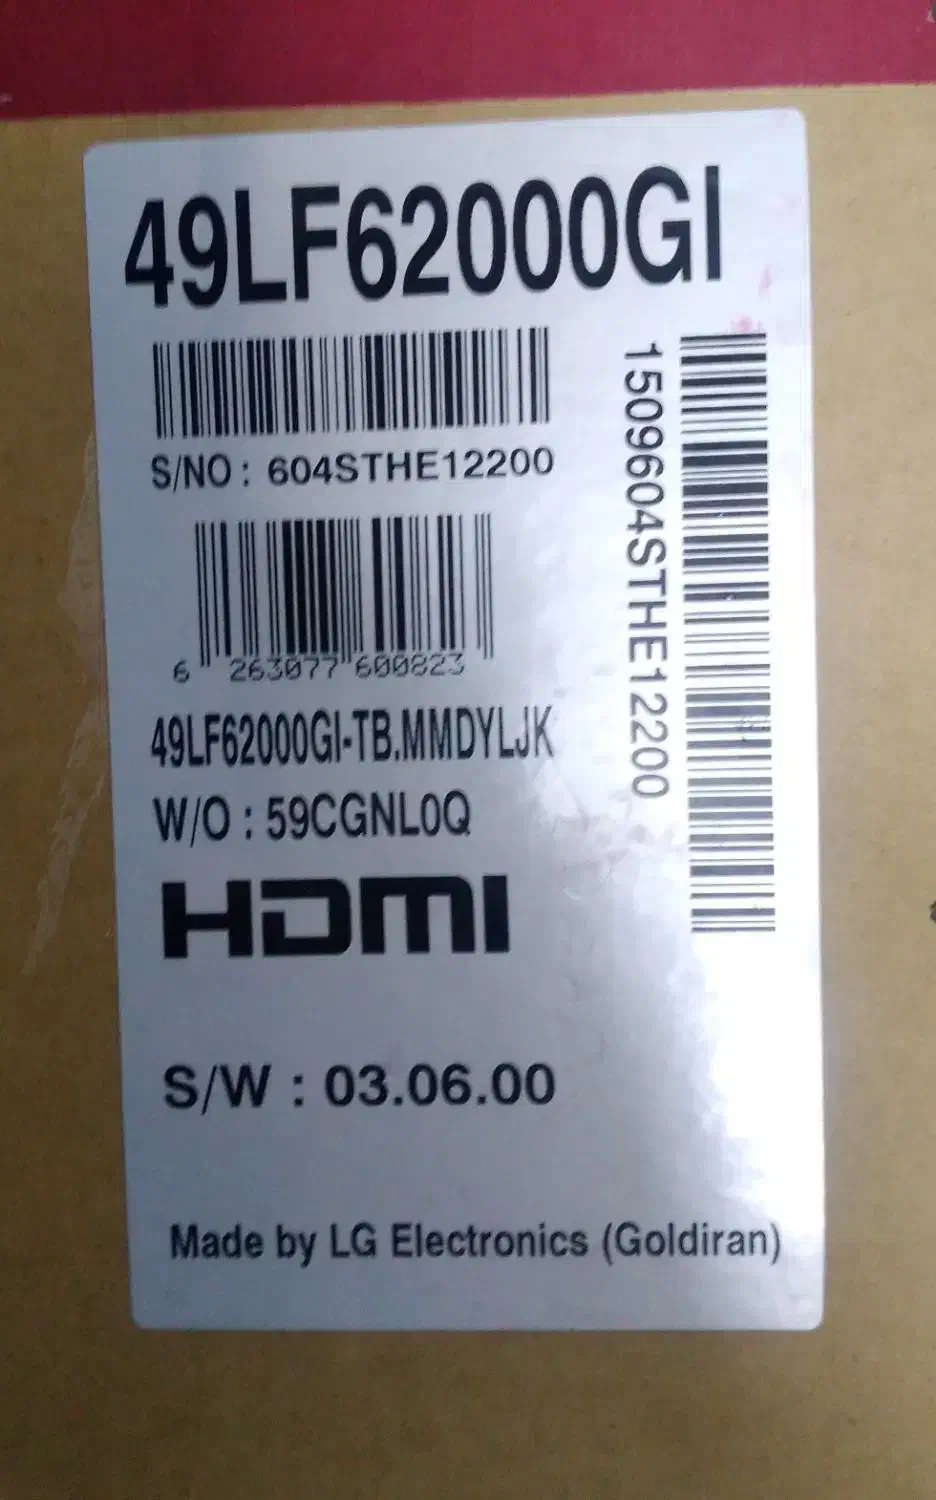 49LF62000GI
S/NO : 604STHE12200
1509604STHE12200
6 263077 600823
49LF62000GI-TB.MMDYLJK
W/O : 59CGNL0Q
HDMI
S/W : 03.06.00
Made by LG Electronics (Goldiran)